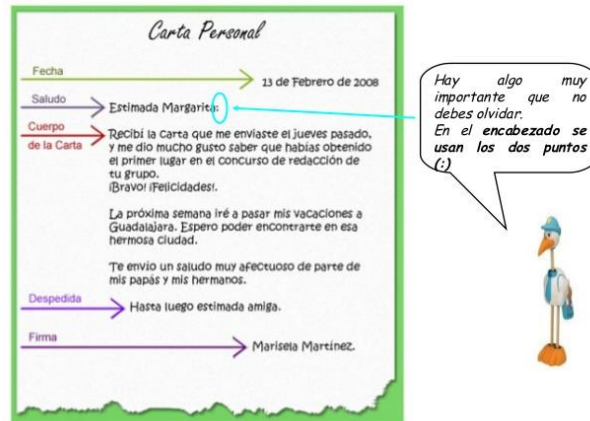 Carta Personal
Fecha
13 de Febrero de 2008
Saludo
Estimada Margarita:
Cuerpo
de la Carta
Recibí la carta que me enviaste el jueves pasado,
y me dio mucho gusto saber que habías obtenido
el primer lugar en el concurso de redacción de
tu grupo.
¡Bravo! ¡Felicidades!.
La próxima semana iré a pasar mis vacaciones a
Guadalajara. Espero poder encontrarte en esa
hermosa ciudad.
Te envío un saludo muy afectuoso de parte de
mis papás y mis hermanos.
Despedida
Hasta luego estimada amiga.
Firma
Marisela Martínez.
Hay algo muy
importante que no
debes olvidar.
En el encabezado se
usan los dos puntos
(:)